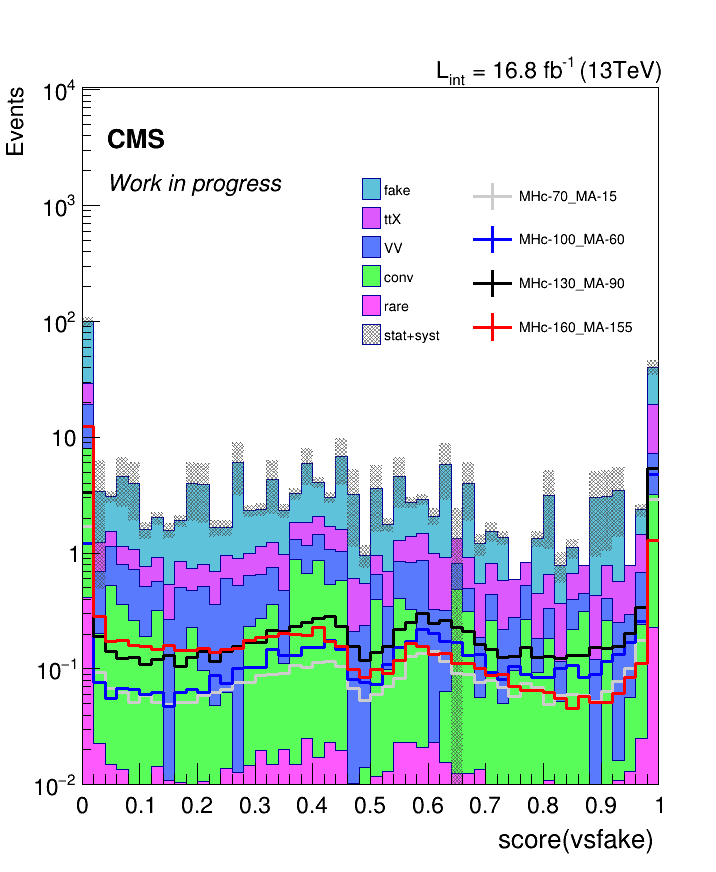 L_int = 16.8 fb^-1 (13TeV)
Events
10^4
10^3
10^2
10
1
10^-1
10^-2
CMS
Work in progress
fake
ttX
VV
conv
rare
stat+syst
MHc-70_MA-15
MHc-100_MA-60
MHc-130_MA-90
MHc-160_MA-155
0 0.1 0.2 0.3 0.4 0.5 0.6 0.7 0.8 0.9 1
score(vsfake)